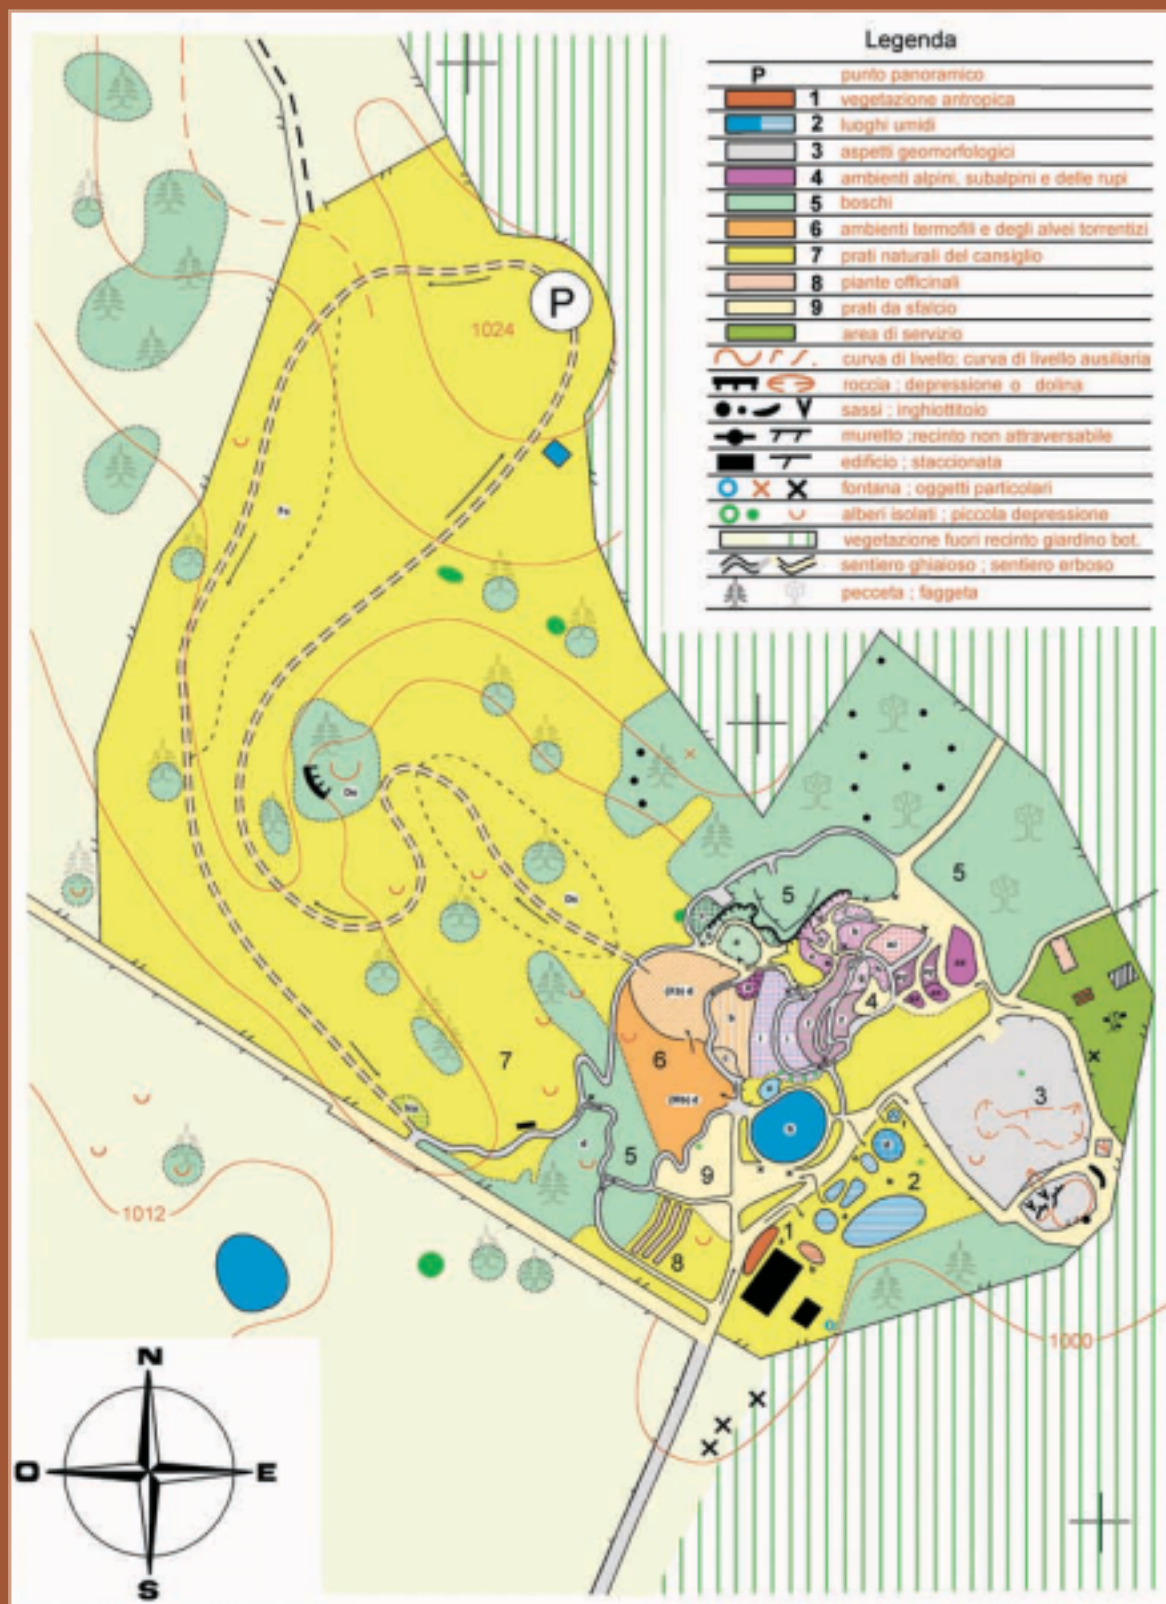 Legenda
P punto panoramico
1 vegetazione antropica
2 luoghi umidi
3 aspetti geomorfologici
4 ambienti alpini, subalpini e delle rupi
5 boschi
6 ambienti termofili e degli alvei torrentizi
7 prati naturali del cansiglio
8 piante officinali
9 prati da sfalcio
area di servizio
curva di livello; curva di livello ausiliaria
roccia ; depressione o dolina
sassi ; inghiottitoio
muretto ;recinto non attraversabile
edificio ; staccionata
fontana ; oggetti particolari
alberi isolati ; piccola depressione
vegetazione fuori recinto giardino bot.
sentiero ghiaioso ; sentiero erboso
pecceta ; faggeta
P
1024
5
5
4
7
6
3
5
9
2
1
8
1012
1000
N
O E
S